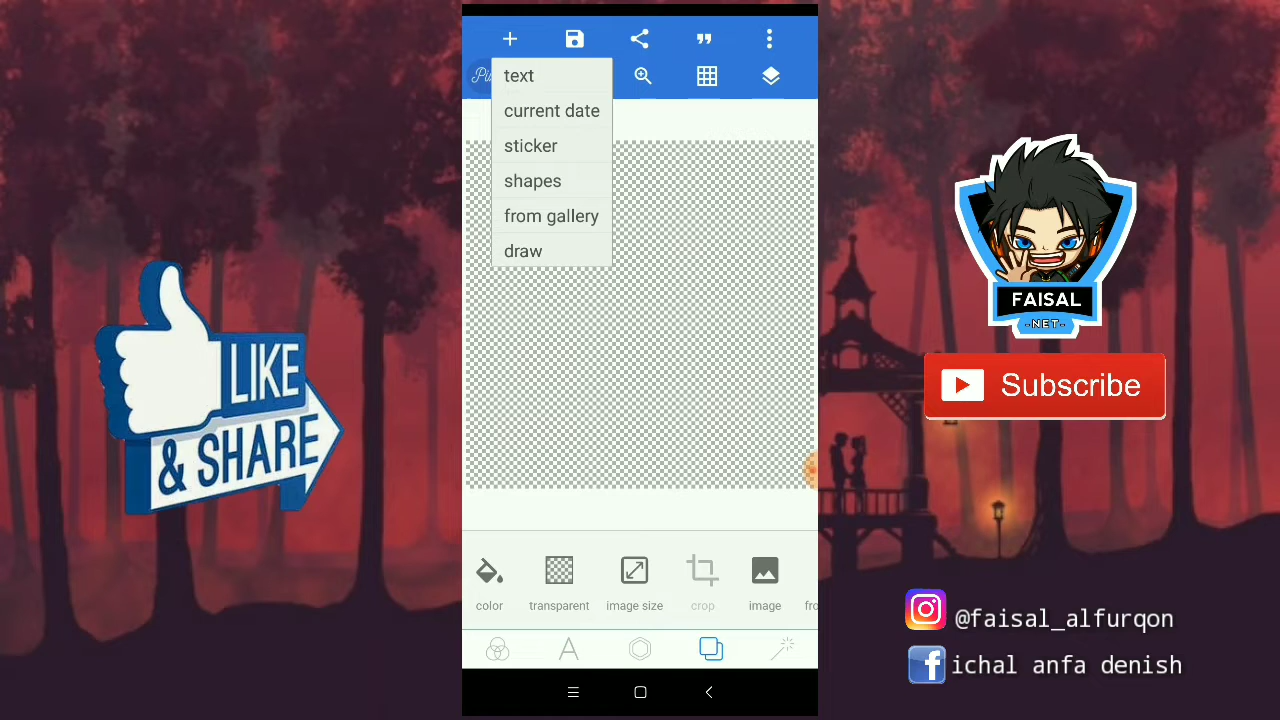 text
current date
sticker
shapes
from gallery
draw
color
transparent
image size
crop
image
LIKE
& SHARE
FAISAL
-NET-
Subscribe
@faisal_alfurqon
ichal anfa denish